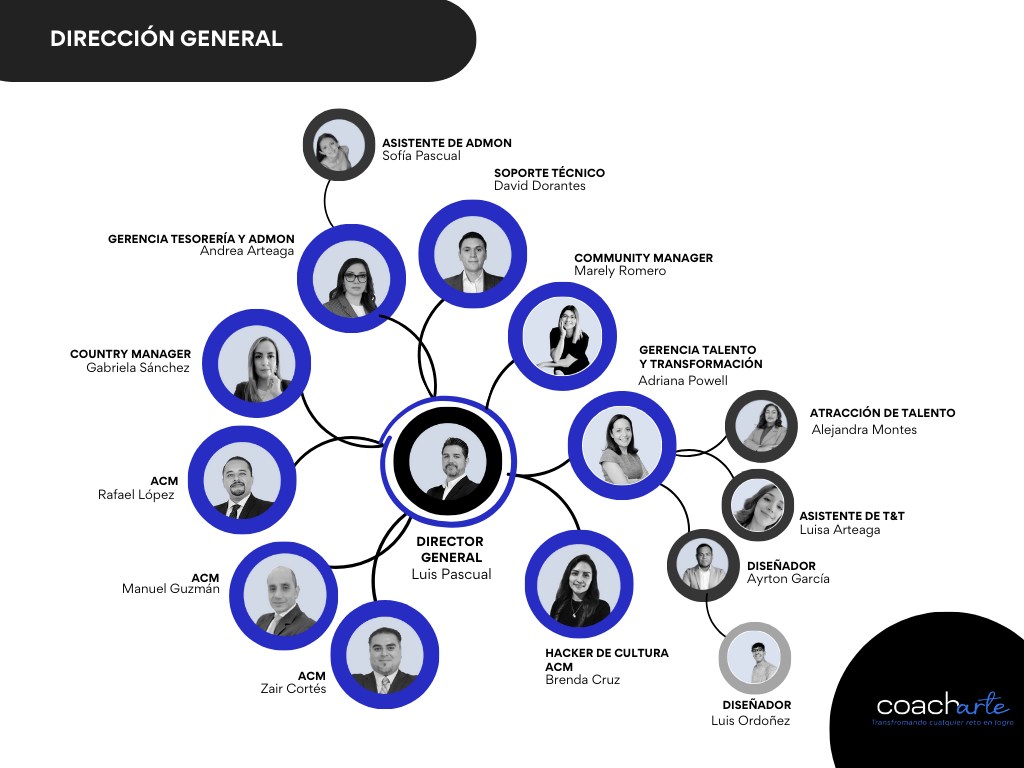 DIRECCIÓN GENERAL
ASISTENTE DE ADMON
Sofía Pascual
SOPORTE TÉCNICO
David Dorantes
GERENCIA TESORERÍA Y ADMON
Andrea Arteaga
COMMUNITY MANAGER
Marely Romero
COUNTRY MANAGER
Gabriela Sánchez
GERENCIA TALENTO
Y TRANSFORMACIÓN
Adriana Powell
ATRACCIÓN DE TALENTO
Alejandra Montes
ACM
Rafael López
ASISTENTE DE T&T
Luisa Arteaga
DIRECTOR
GENERAL
Luis Pascual
DISEÑADOR
Ayrton García
ACM
Manuel Guzmán
HACKER DE CULTURA
ACM
Brenda Cruz
ACM
Zair Cortés
DISEÑADOR
Luis Ordoñez
coacharte
Transfromando cualquier reto en logro